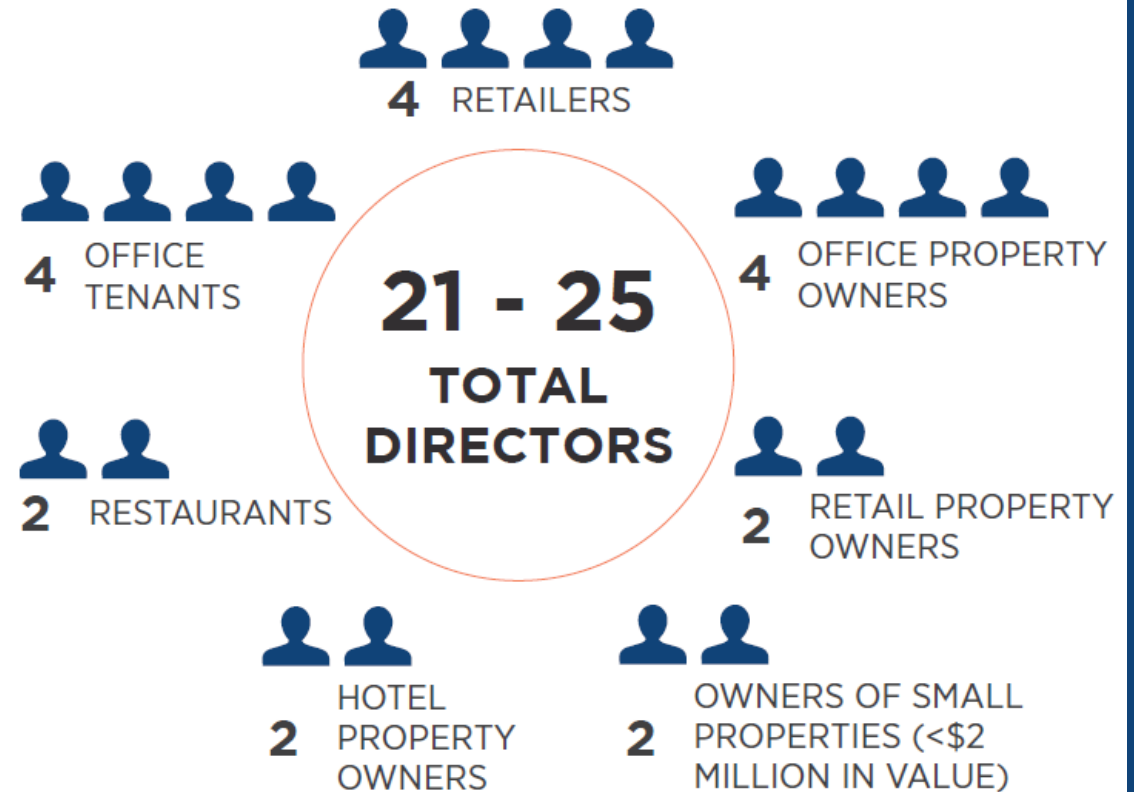 4 RETAILERS
4 OFFICE
TENANTS
4 OFFICE PROPERTY
OWNERS
21 - 25
TOTAL
DIRECTORS
2 RESTAURANTS
2 RETAIL PROPERTY
OWNERS
2 HOTEL
PROPERTY
OWNERS
2 OWNERS OF SMALL
PROPERTIES (<$2
MILLION IN VALUE)